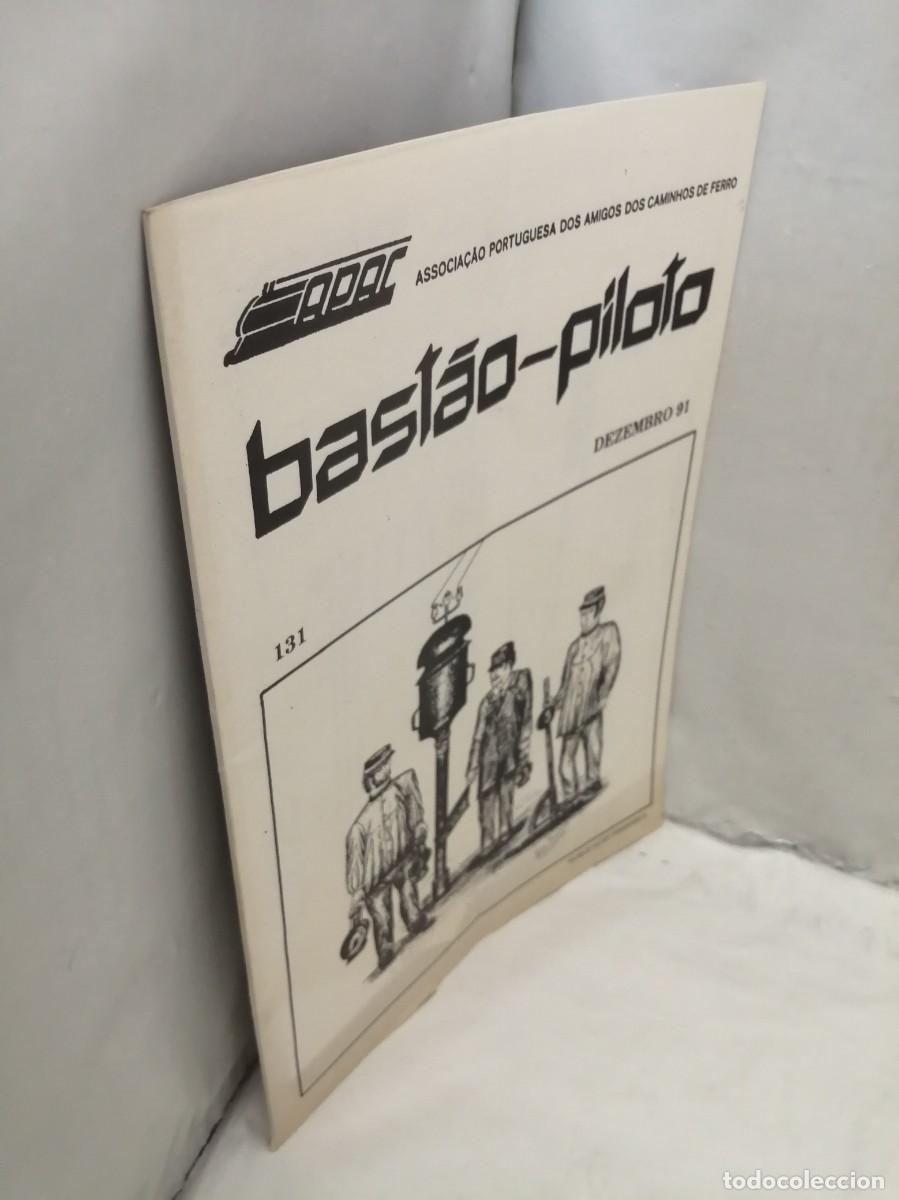 APAC
ASSOCIAÇÃO PORTUGUESA DOS AMIGOS DOS CAMINHOS DE FERRO
bastão-piloto
DEZEMBRO 91
131
todocoleccion